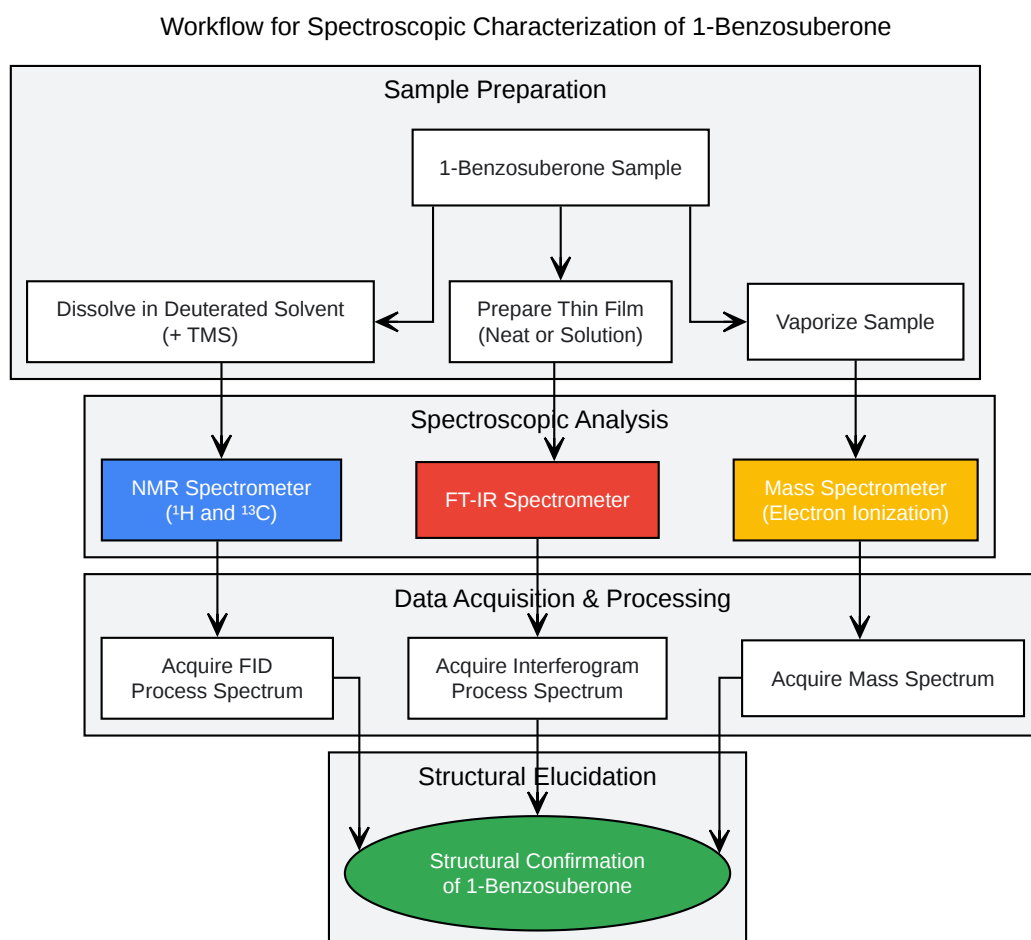 Workflow for Spectroscopic Characterization of 1-Benzosuberone
Sample Preparation
1-Benzosuberone Sample
Dissolve in Deuterated Solvent
(+ TMS)
Prepare Thin Film
(Neat or Solution)
Vaporize Sample
Spectroscopic Analysis
NMR Spectrometer
(¹H and ¹³C)
FT-IR Spectrometer
Mass Spectrometer
(Electron Ionization)
Data Acquisition & Processing
Acquire FID
Process Spectrum
Acquire Interferogram
Process Spectrum
Acquire Mass Spectrum
Structural Elucidation
Structural Confirmation
of 1-Benzosuberone